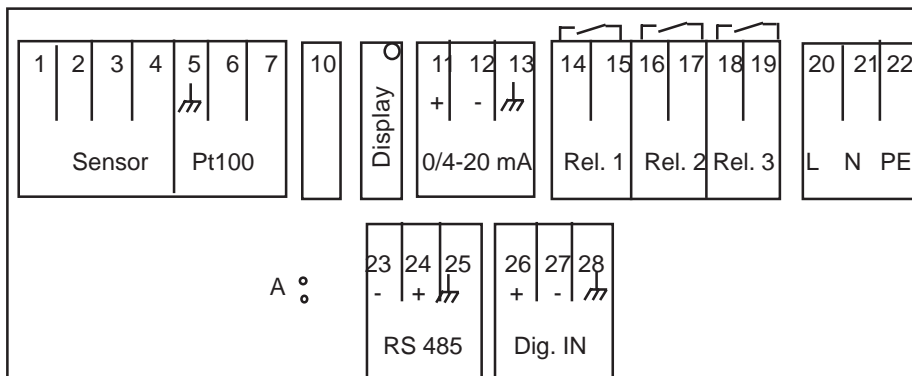 1 2 3 4 5 6 7 10 11 12 13 14 15 16 17 18 19 20 21 22
+ -
Display
Sensor Pt100 0/4-20 mA Rel. 1 Rel. 2 Rel. 3 L N PE
23 24 25 26 27 28
A - + + -
RS 485 Dig. IN